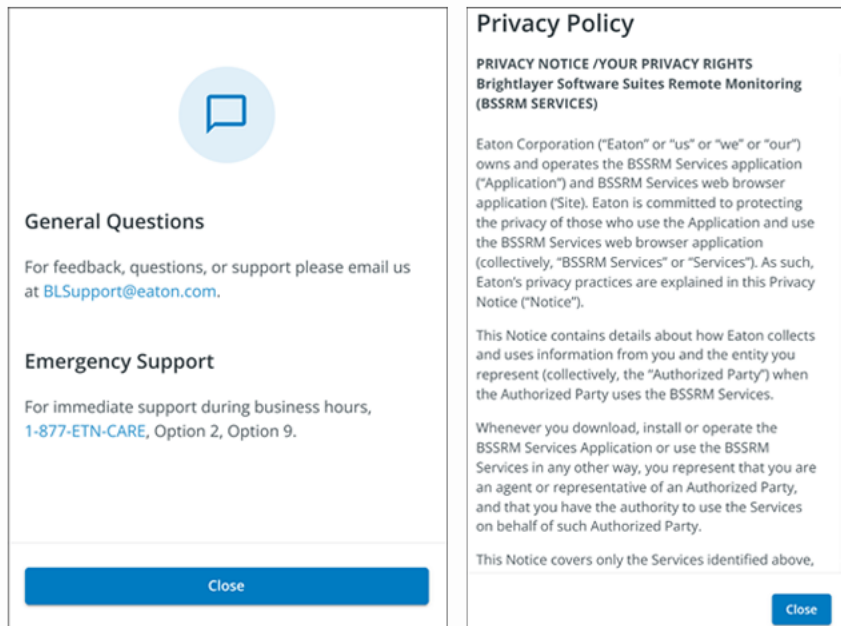 General Questions
For feedback, questions, or support please email us
at BLSupport@eaton.com.
Emergency Support
For immediate support during business hours,
1-877-ETN-CARE, Option 2, Option 9.
Close
Privacy Policy
PRIVACY NOTICE /YOUR PRIVACY RIGHTS
Brightlayer Software Suites Remote Monitoring
(BSSRM SERVICES)
Eaton Corporation (“Eaton” or “us” or “we” or “our”)
owns and operates the BSSRM Services application
(“Application”) and BSSRM Services web browser
application (“Site). Eaton is committed to protecting
the privacy of those who use the Application and use
the BSSRM Services web browser application
(collectively, “BSSRM Services” or “Services”). As such,
Eaton’s privacy practices are explained in this Privacy
Notice (“Notice”).
This Notice contains details about how Eaton collects
and uses information from you and the entity you
represent (collectively, the “Authorized Party”) when
the Authorized Party uses the BSSRM Services.
Whenever you download, install or operate the
BSSRM Services Application or use the BSSRM
Services in any other way, you represent that you are
an agent or representative of an Authorized Party,
and that you have the authority to use the Services
on behalf of such Authorized Party.
This Notice covers only the Services identified above,
Close